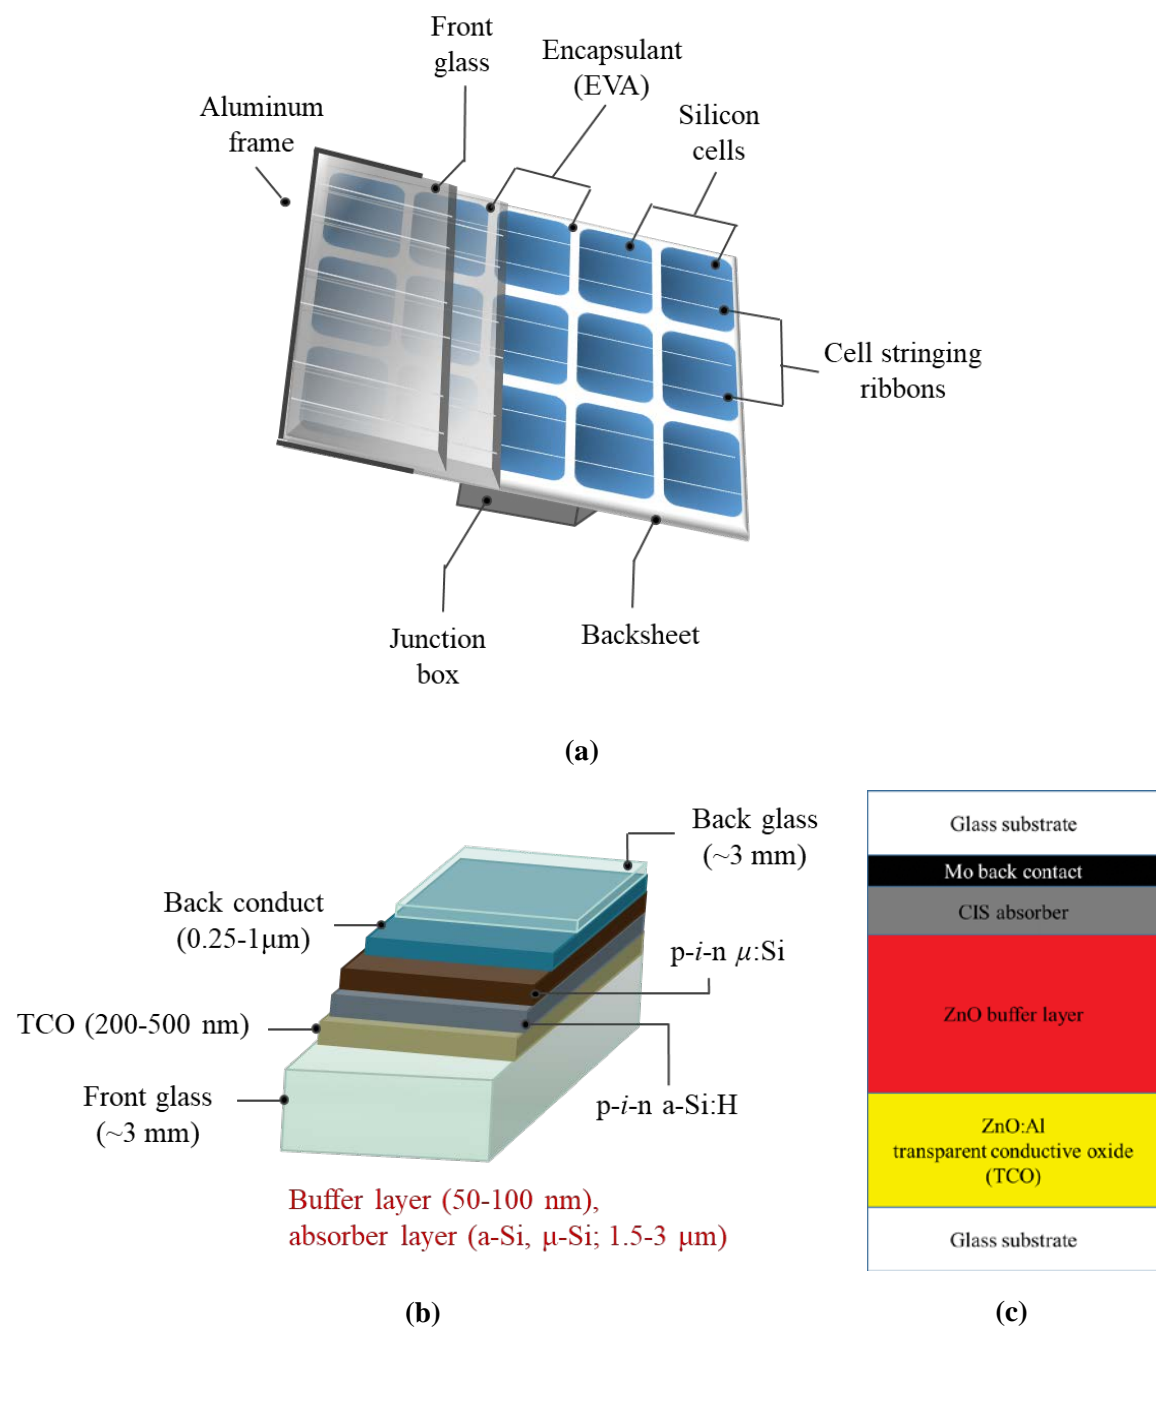 Front
glass
Encapsulant
(EVA)
Aluminum
frame
Silicon
cells
Cell stringing
ribbons
Junction
box
Backsheet
(a)
Back glass
(~3 mm)
Back conduct
(0.25-1μm)
p-i-n μ:Si
TCO (200-500 nm)
Front glass
(~3 mm)
p-i-n a-Si:H
Buffer layer (50-100 nm),
absorber layer (a-Si, μ-Si; 1.5-3 μm)
(b)
Glass substrate
Mo back contact
CIS absorber
ZnO buffer layer
ZnO:Al
transparent conductive oxide
(TCO)
Glass substrate
(c)